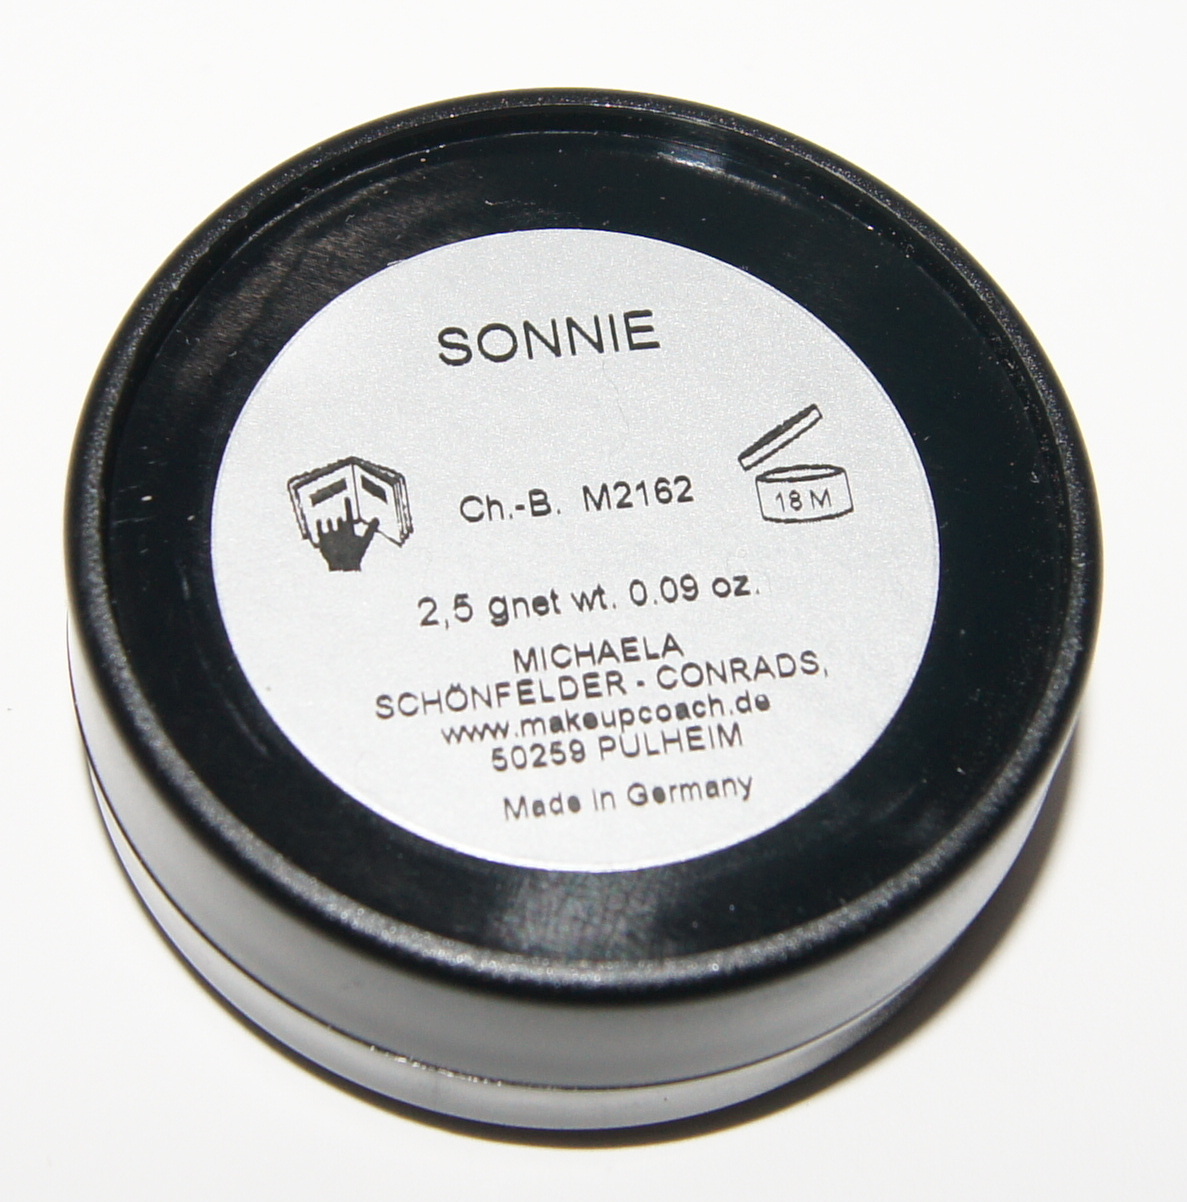 SONNIE
Ch.-B. M2162
18 M
2,5 gnet wt. 0.09 oz.
MICHAELA
SCHÖNFELDER - CONRADS,
www.makeupcoach.de
50259 PULHEIM
Made in Germany